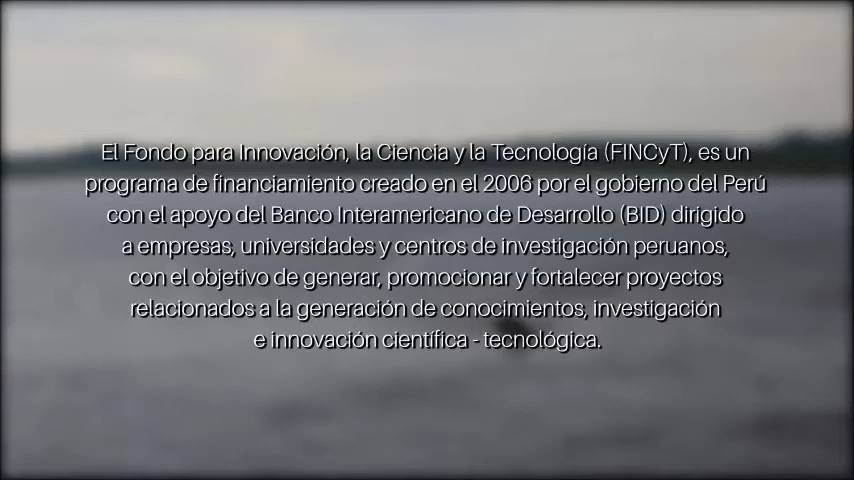 El Fondo para Innovación, la Ciencia y la Tecnología (FINCyT), es un
programa de financiamiento creado en el 2006 por el gobierno del Perú
con el apoyo del Banco Interamericano de Desarrollo (BID) dirigido
a empresas, universidades y centros de investigación peruanos,
con el objetivo de generar, promocionar y fortalecer proyectos
relacionados a la generación de conocimientos, investigación
e innovación científica - tecnológica.